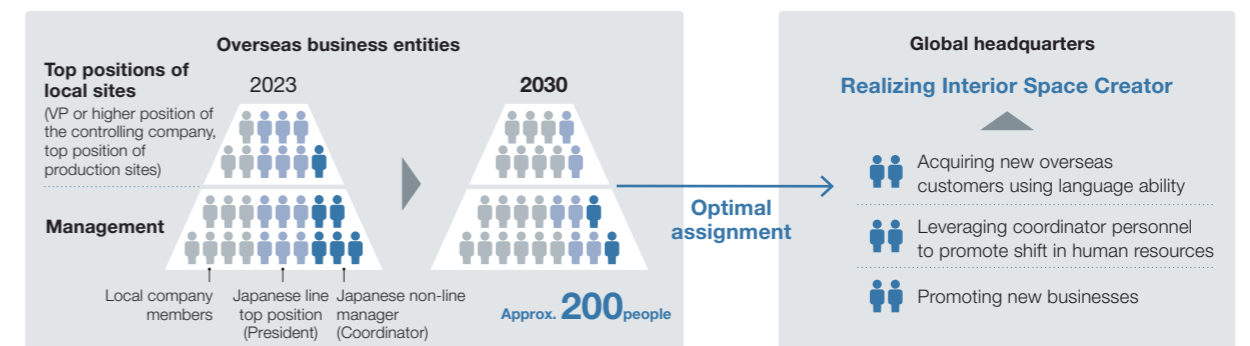 Overseas business entities
Top positions of
local sites
(VP or higher position of
the controlling company,
top position of
production sites)
2023
2030
Management
Local company
members
Japanese line
top position
(President)
Japanese non-line
manager
(Coordinator)
Approx. 200 people
Optimal
assignment
Global headquarters
Realizing Interior Space Creator
Acquiring new overseas
customers using language ability
Leveraging coordinator personnel
to promote shift in human resources
Promoting new businesses